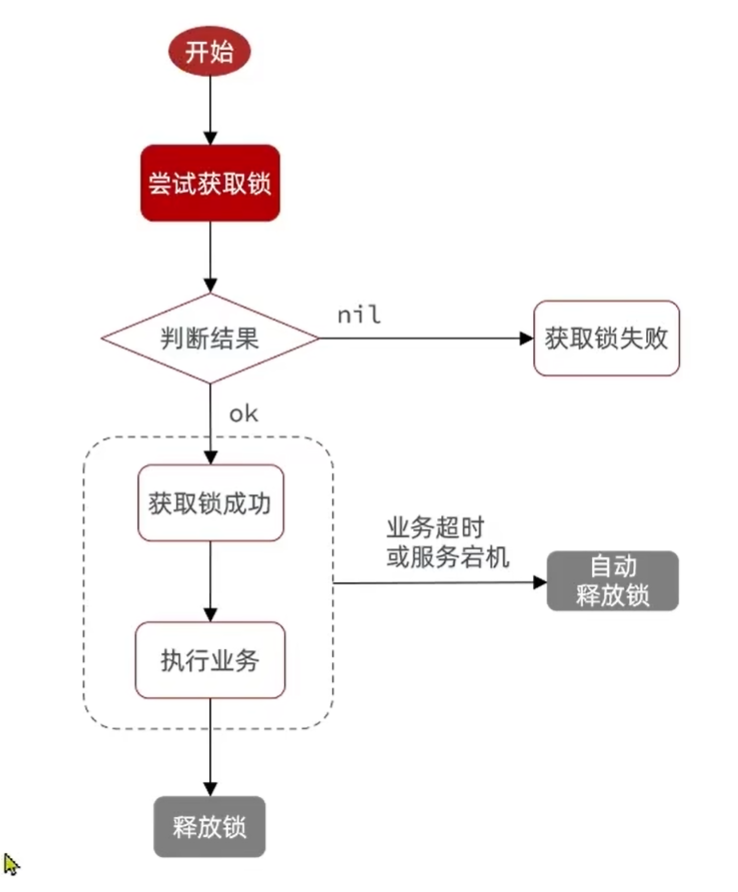 开始
尝试获取锁
判断结果
nil
获取锁失败
ok
获取锁成功
业务超时
或服务宕机
自动
释放锁
执行业务
释放锁